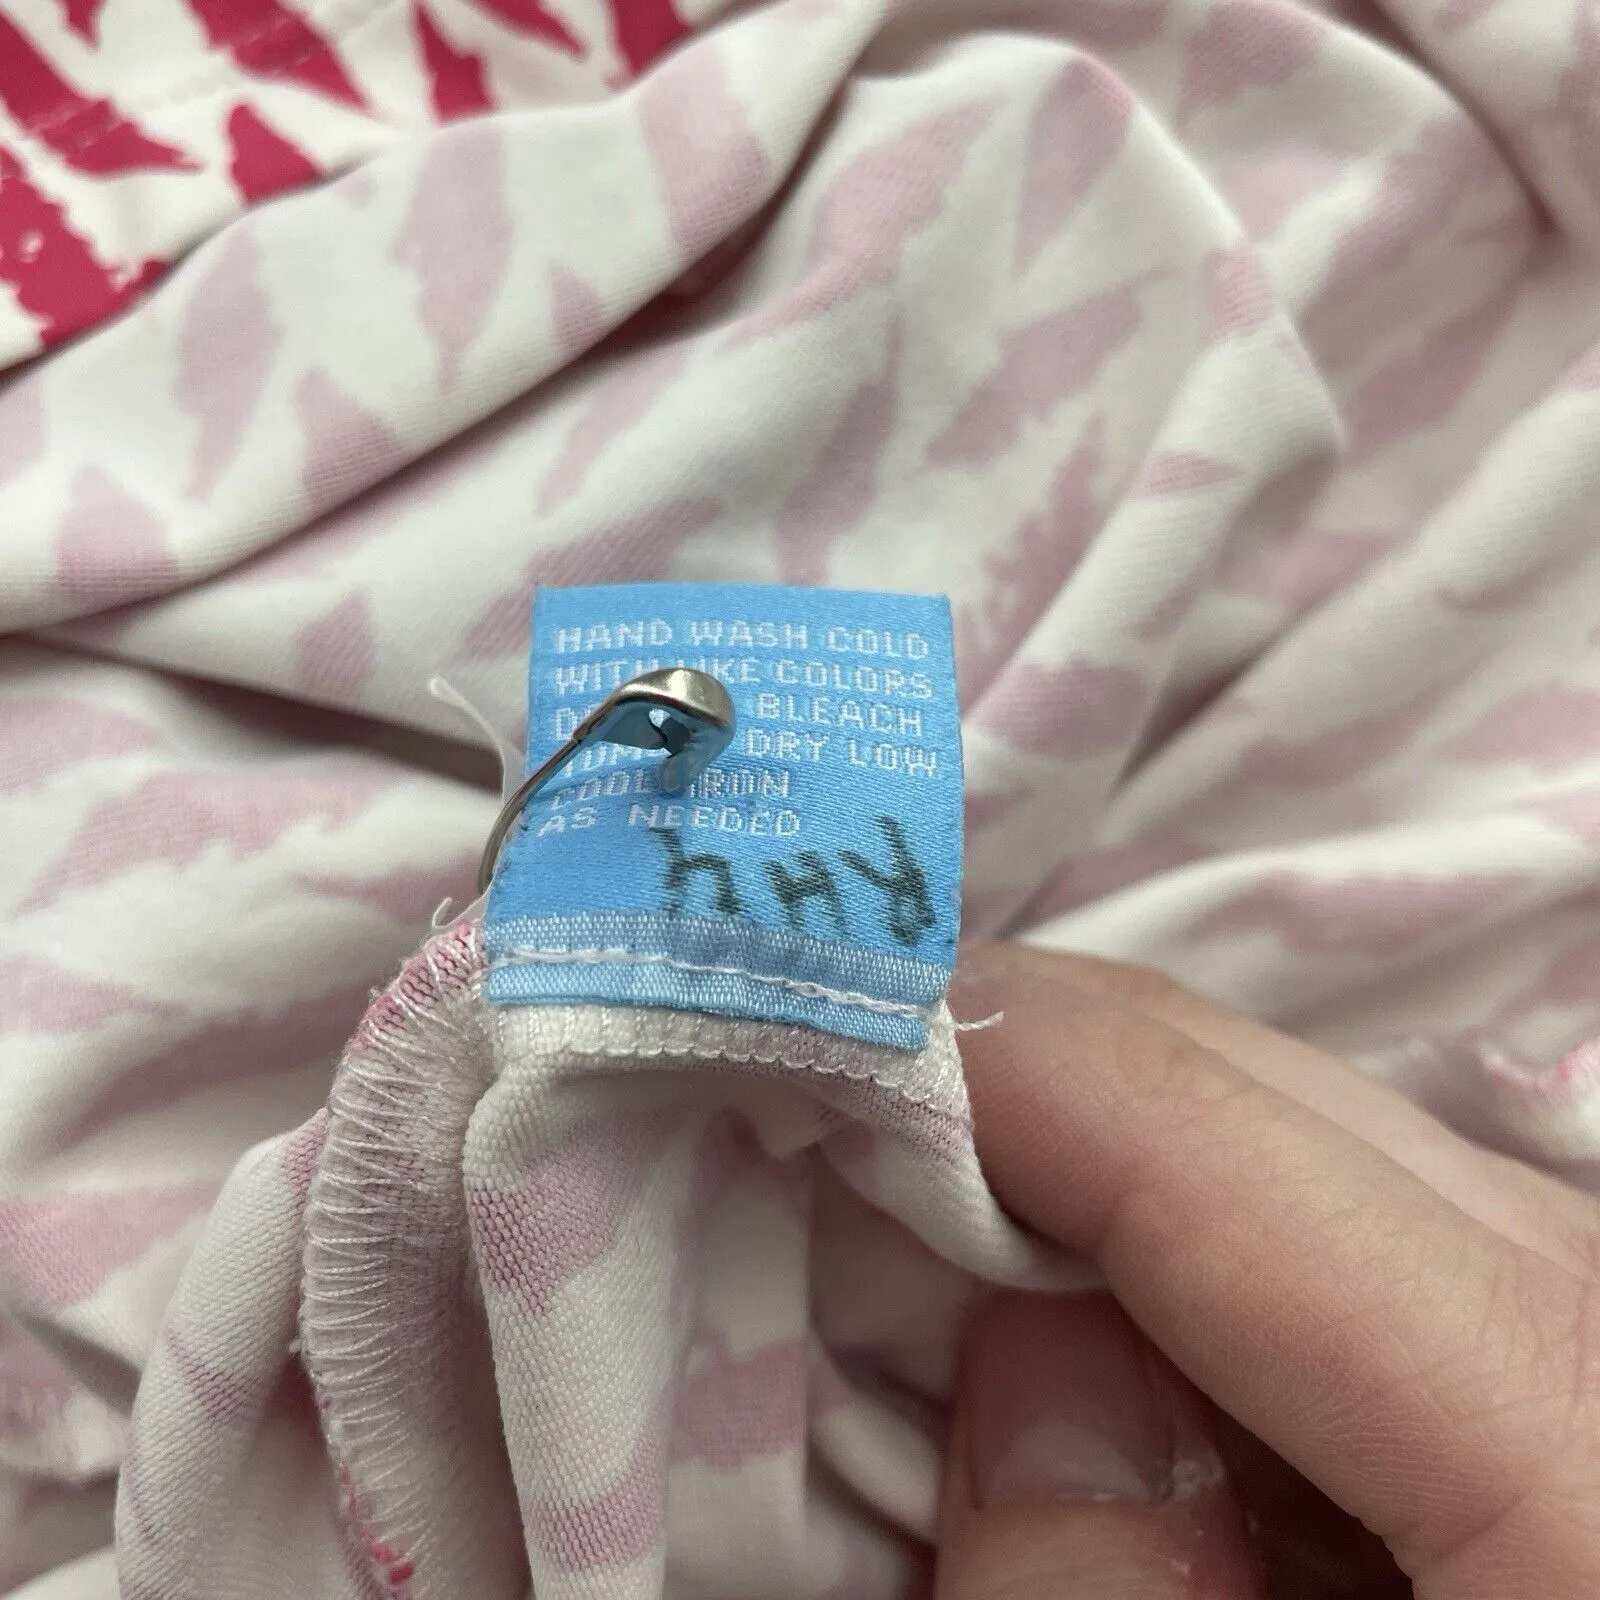 HAND WASH COLD
WITH LIKE COLORS
BLEACH
DRY LOW
COOL IRON
AS NEEDED